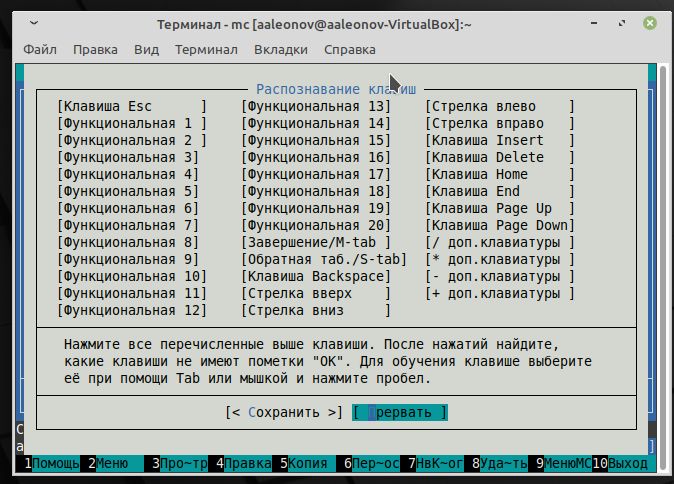 Терминал - mc [aaleonov@aaleonov-VirtualBox]:~
Файл Правка Вид Терминал Вкладки Справка
Распознавание клавиш
[Клавиша Esc ] [Функциональная 13] [Стрелка влево ]
[Функциональная 1 ] [Функциональная 14] [Стрелка вправо ]
[Функциональная 2 ] [Функциональная 15] [Клавиша Insert ]
[Функциональная 3] [Функциональная 16] [Клавиша Delete ]
[Функциональная 4] [Функциональная 17] [Клавиша Home ]
[Функциональная 5] [Функциональная 18] [Клавиша End ]
[Функциональная 6] [Функциональная 19] [Клавиша Page Up ]
[Функциональная 7] [Функциональная 20] [Клавиша Page Down]
[Функциональная 8] [Завершение/M-tab ] [/ доп.клавиатуры ]
[Функциональная 9] [Обратная таб./S-tab] [* доп.клавиатуры ]
[Функциональная 10] [Клавиша Backspace] [- доп.клавиатуры ]
[Функциональная 11] [Стрелка вверх ] [+ доп.клавиатуры ]
[Функциональная 12] [Стрелка вниз ]
Нажмите все перечисленные выше клавиши. После нажатий найдите,
какие клавиши не имеют пометки "OK". Для обучения клавише выберите
её при помощи Tab или мышкой и нажмите пробел.
[< Сохранить >] [ Прервать ]
С
а ]
1Помощь 2Меню 3Про~тр 4Правка 5Копия 6Пер~ос 7НвК~ог 8Уда~ть 9МенюMC 10Выход